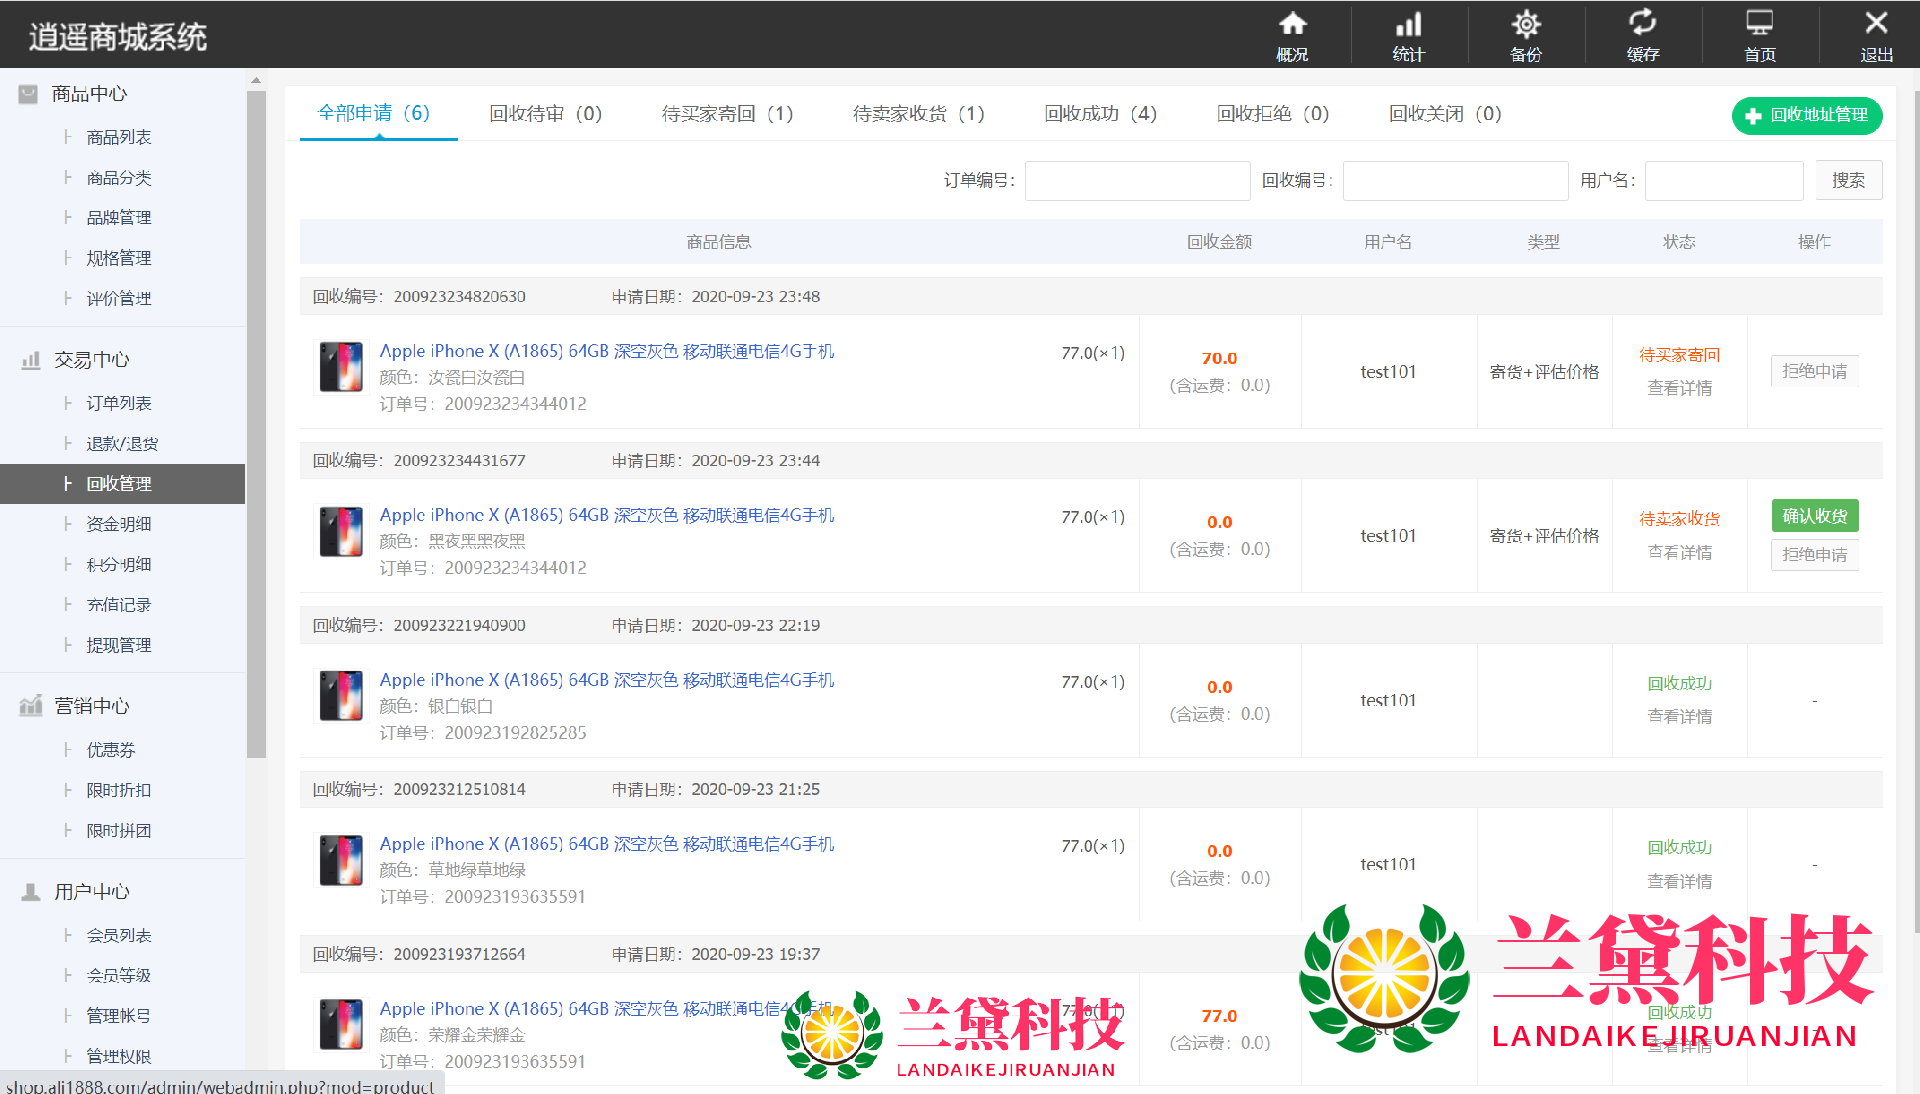 逍遥商城系统
概况
统计
备份
缓存
首页
退出
商品中心
商品列表
商品分类
品牌管理
规格管理
评价管理
交易中心
订单列表
退款/退货
回收管理
资金明细
积分明细
充值记录
提现管理
营销中心
优惠券
限时折扣
限时拼团
用户中心
会员列表
会员等级
管理帐号
管理权限
shop.ali1888.com/admin/webadmin.php?mod=product
全部申请（6） 回收待审（0） 待买家寄回（1） 待卖家收货（1） 回收成功（4） 回收拒绝（0） 回收关闭（0）
回收地址管理
订单编号： 回收编号： 用户名： 搜索
商品信息 回收金额 用户名 类型 状态 操作
回收编号：200923234820630 申请日期：2020-09-23 23:48
Apple iPhone X (A1865) 64GB 深空灰色 移动联通电信4G手机
颜色：汝瓷白汝瓷白
订单号：200923234344012
77.0(×1)
70.0
(含运费：0.0)
test101
寄货+评估价格
待买家寄回
查看详情
拒绝申请
回收编号：200923234431677 申请日期：2020-09-23 23:44
Apple iPhone X (A1865) 64GB 深空灰色 移动联通电信4G手机
颜色：黑夜黑黑夜黑
订单号：200923234344012
77.0(×1)
0.0
(含运费：0.0)
test101
寄货+评估价格
待卖家收货
查看详情
确认收货
拒绝申请
回收编号：200923221940900 申请日期：2020-09-23 22:19
Apple iPhone X (A1865) 64GB 深空灰色 移动联通电信4G手机
颜色：银白银白
订单号：200923192825285
77.0(×1)
0.0
(含运费：0.0)
test101
回收成功
查看详情
-
回收编号：200923212510814 申请日期：2020-09-23 21:25
Apple iPhone X (A1865) 64GB 深空灰色 移动联通电信4G手机
颜色：草地绿草地绿
订单号：200923193635591
77.0(×1)
0.0
(含运费：0.0)
test101
回收成功
查看详情
-
回收编号：200923193712664 申请日期：2020-09-23 19:37
Apple iPhone X (A1865) 64GB 深空灰色 移动联通电信4G手机
颜色：荣耀金荣耀金
订单号：200923193635591
77.0
(含运费：0.0)
回收成功
查看详情
兰黛科技
LANDAIKEJIRUANJIAN
兰黛科技
LANDAIKEJIRUANJIAN